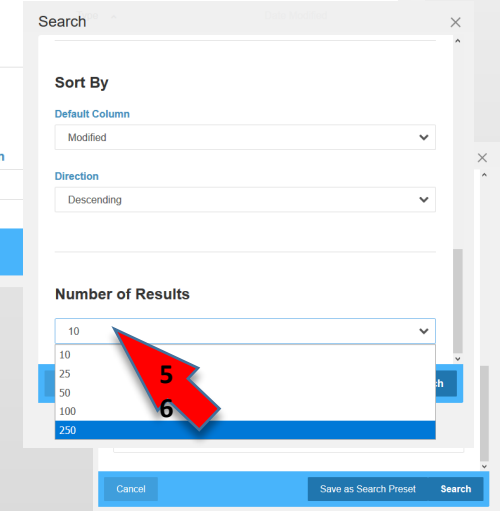 Search
Sort By
Default Column
Modified
Direction
Descending
Number of Results
10
10
25
50
100
250
5
6
Cancel
Save as Search Preset
Search